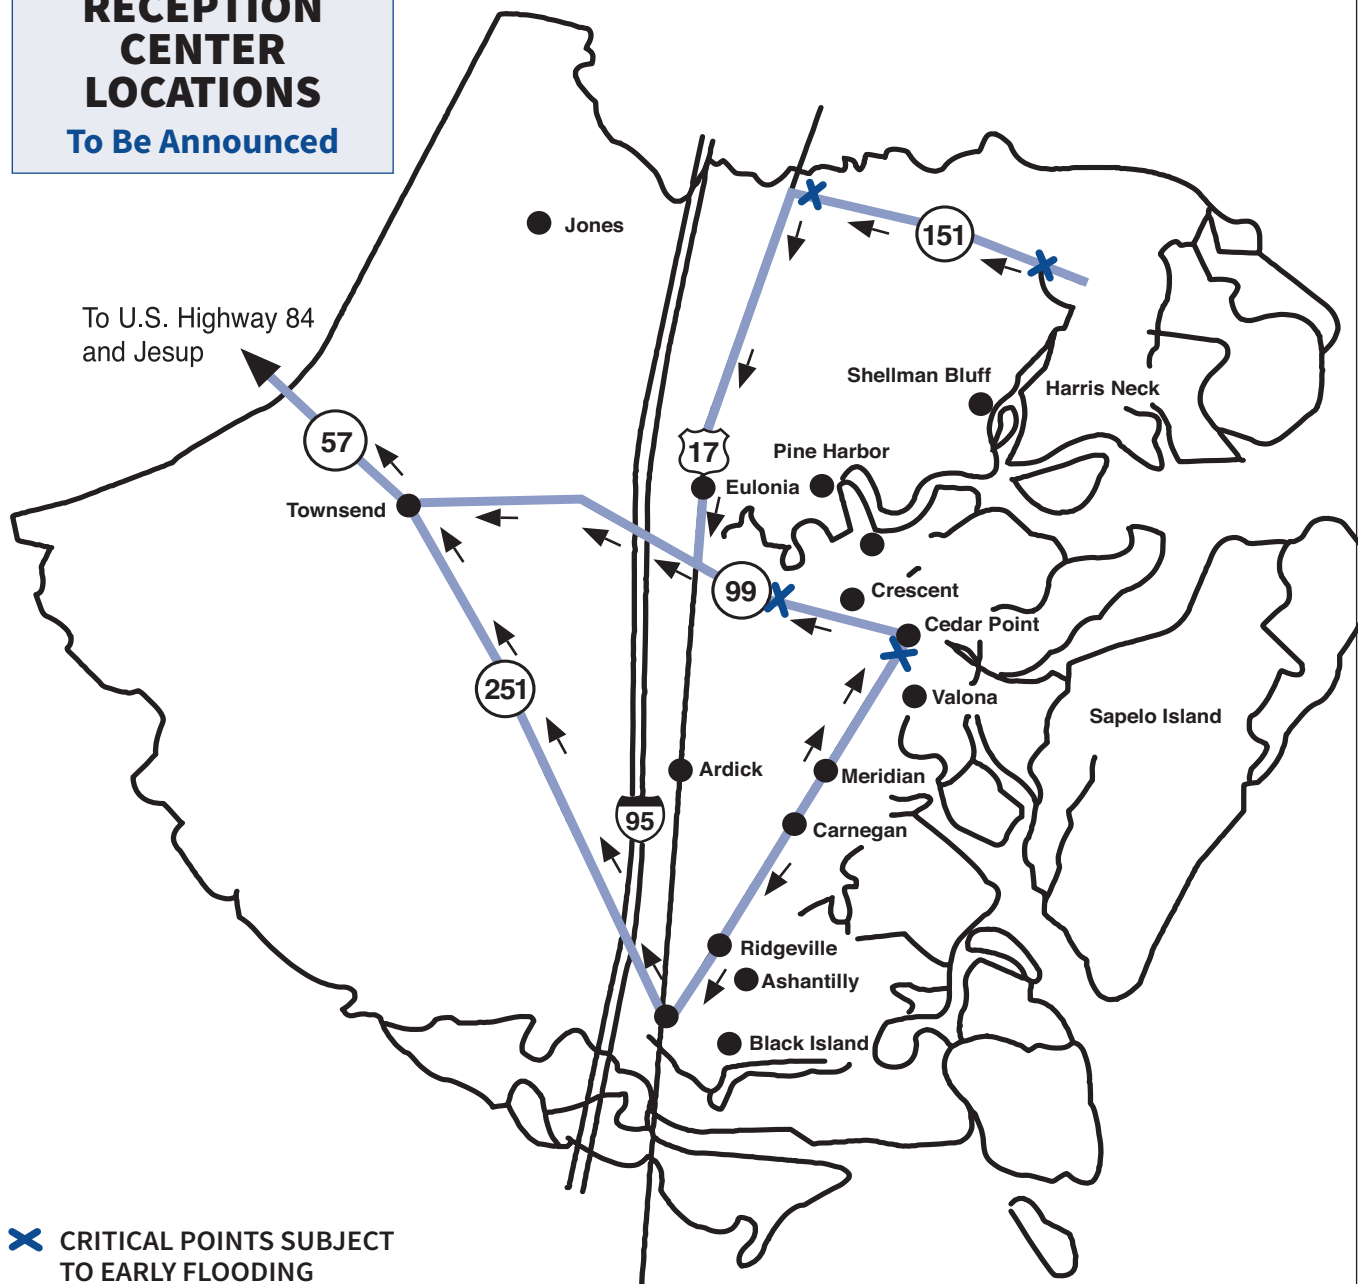 RECEPTION
CENTER
LOCATIONS
To Be Announced
Jones
151
To U.S. Highway 84
and Jesup
Shellman Bluff
Harris Neck
57
17
Pine Harbor
Eulonia
Townsend
99
Crescent
Cedar Point
251
Valona
Sapelo Island
Ardick
Meridian
95
Carnegan
Ridgeville
Ashantilly
Black Island
CRITICAL POINTS SUBJECT
TO EARLY FLOODING